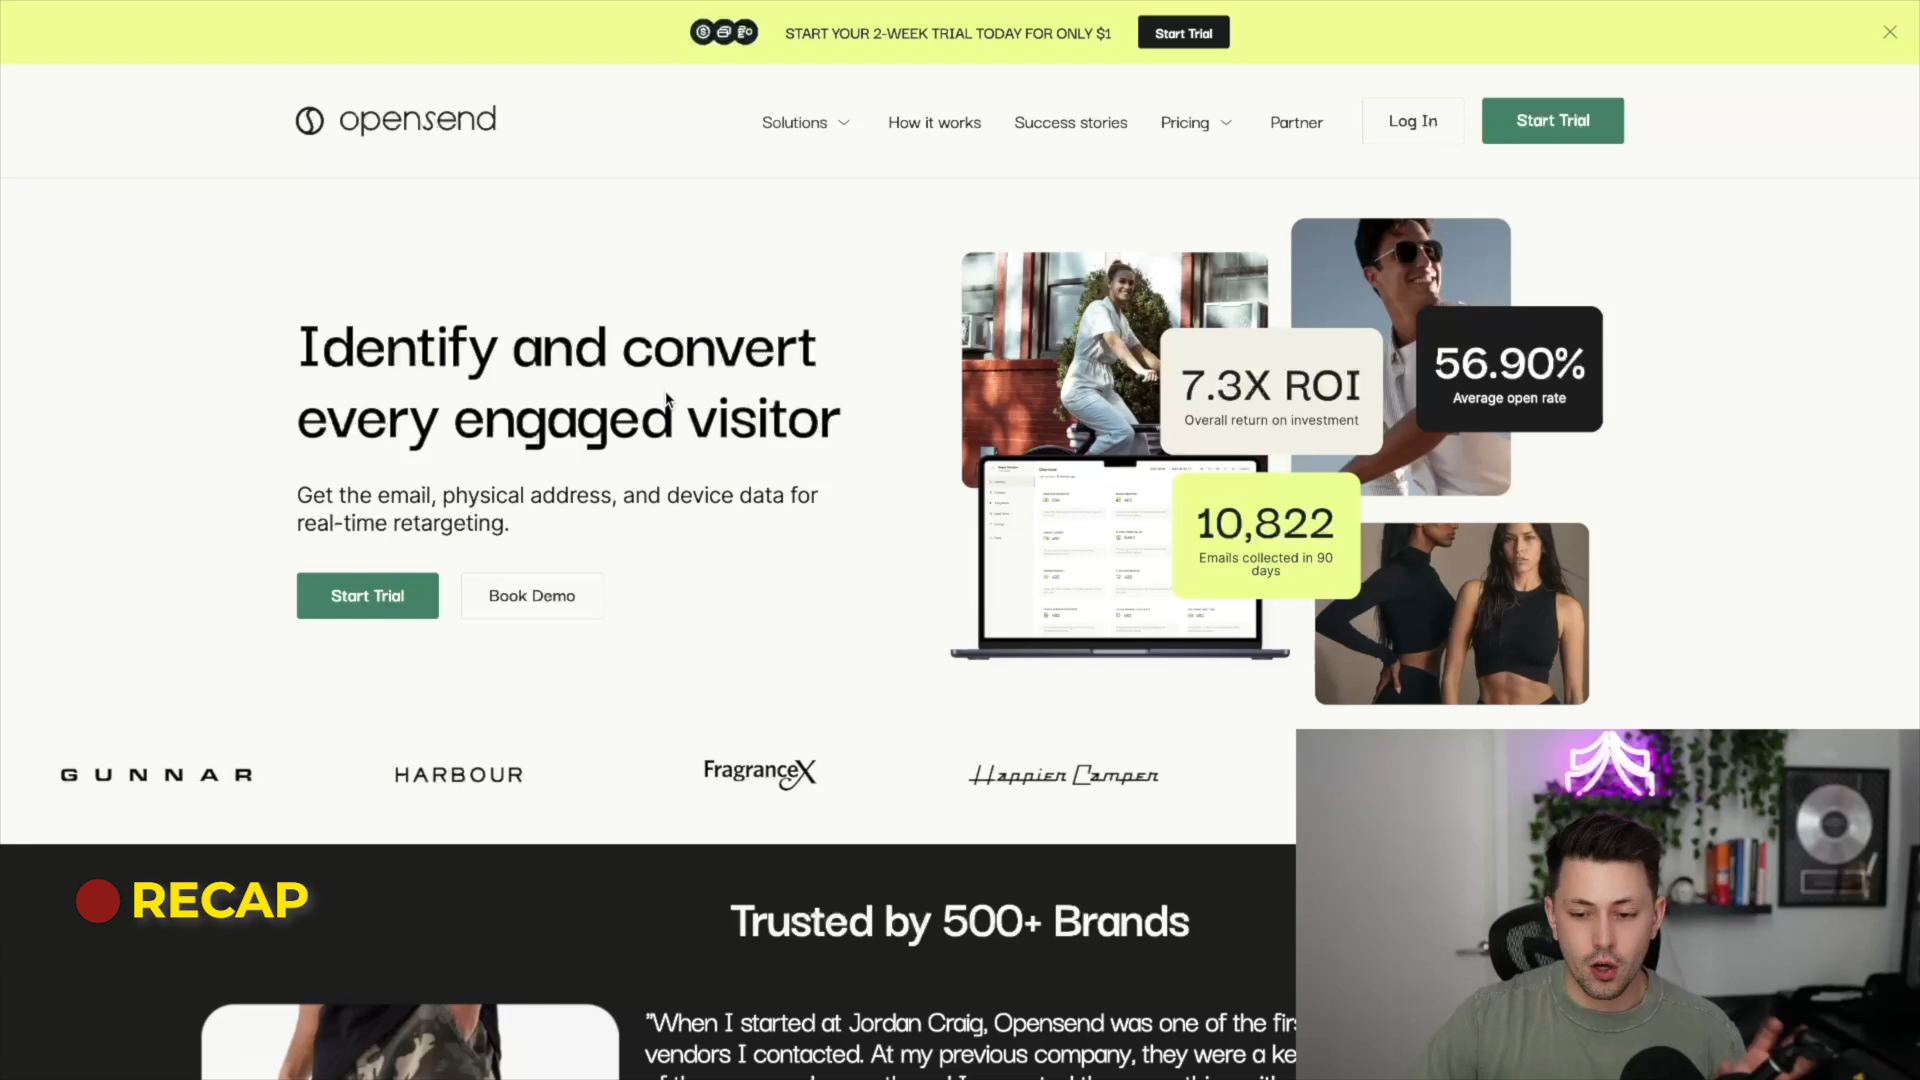 START YOUR 2-WEEK TRIAL TODAY FOR ONLY $1
Start Trial
opensend
Solutions
How it works
Success stories
Pricing
Partner
Log In
Start Trial
Identify and convert
every engaged visitor
Get the email, physical address, and device data for
real-time retargeting.
Start Trial
Book Demo
7.3X ROI
Overall return on investment
56.90%
Average open rate
10,822
Emails collected in 90
days
GUNNAR
HARBOUR
FragranceX
Happier Camper
RECAP
Trusted by 500+ Brands
"When I started at Jordan Craig, Opensend was one of the
vendors I contacted. At my previous company, they were a